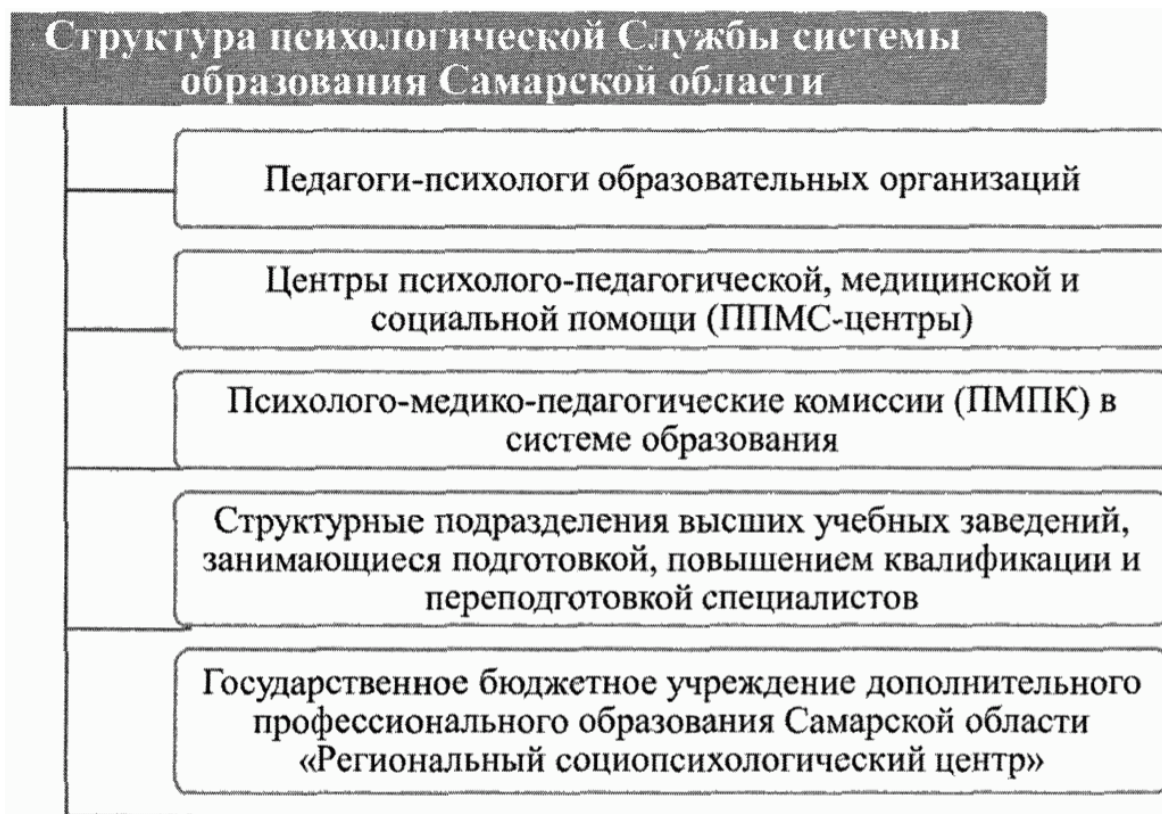 Структура психологической Службы системы
образования Самарской области
Педагоги-психологи образовательных организаций
Центры психолого-педагогической, медицинской и
социальной помощи (ППМС-центры)
Психолого-медико-педагогические комиссии (ПМПК) в
системе образования
Структурные подразделения высших учебных заведений,
занимающиеся подготовкой, повышением квалификации и
переподготовкой специалистов
Государственное бюджетное учреждение дополнительного
профессионального образования Самарской области
«Региональный социопсихологический центр»